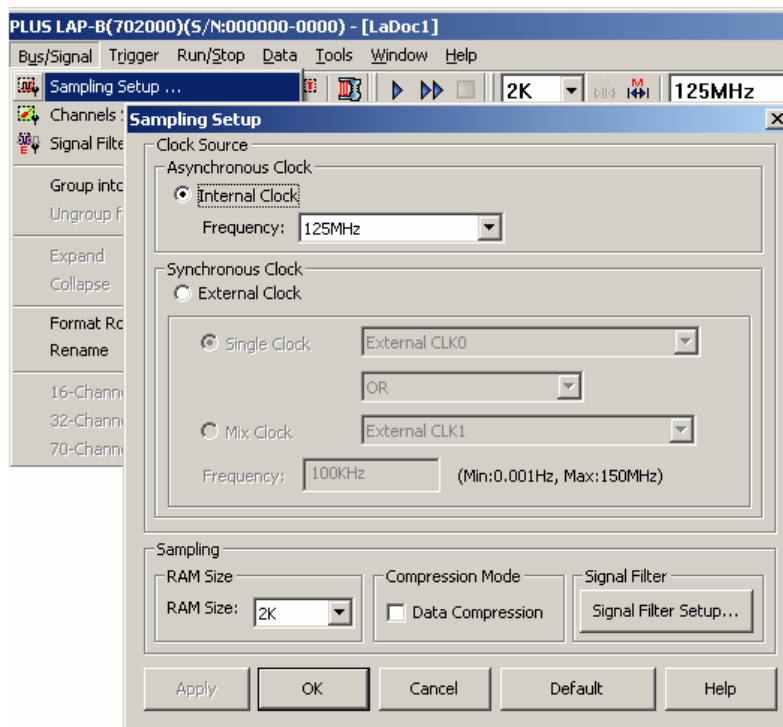 PLUS LAP-B(702000)(S/N:000000-0000) - [LaDoc1]
Bus/Signal Trigger Run/Stop Data Tools Window Help
Sampling Setup ...
2K 125MHz
Channels
Signal Filte
Group into
Ungroup f
Expand
Collapse
Format Ro
Rename
16-Chann
32-Chann
70-Chann
Sampling Setup
Clock Source
Asynchronous Clock
Internal Clock
Frequency: 125MHz
Synchronous Clock
External Clock
Single Clock External CLK0
OR
Mix Clock External CLK1
Frequency: 100KHz (Min:0.001Hz, Max:150MHz)
Sampling
RAM Size Compression Mode Signal Filter
RAM Size: 2K Data Compression Signal Filter Setup...
Apply OK Cancel Default Help